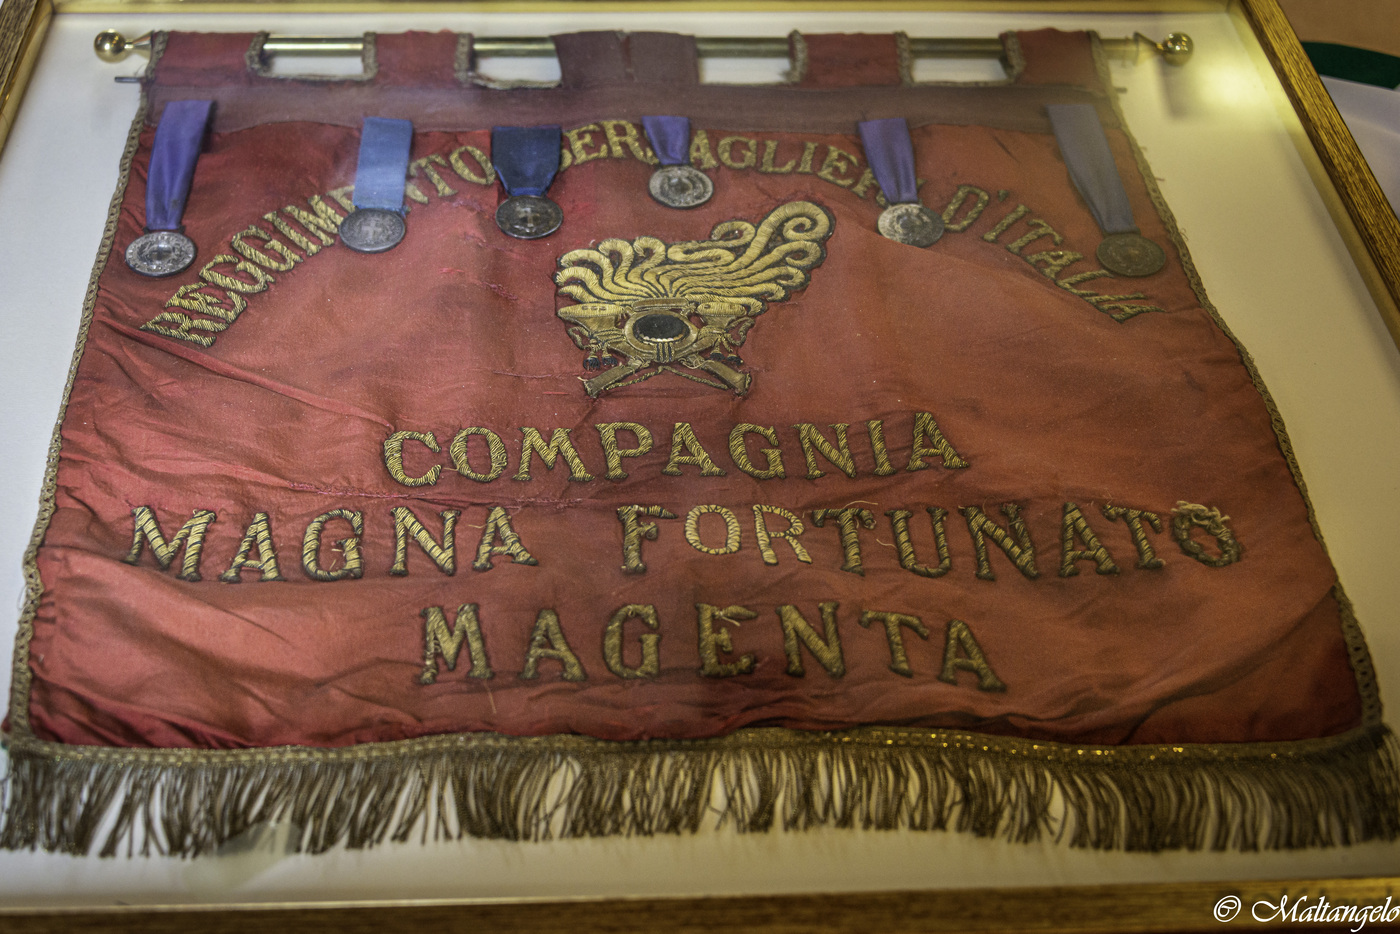 REGGIMENTO BERSAGLIERI D'ITALIA
COMPAGNIA
MAGNA FORTUNATO
MAGENTA
© Maltangelo